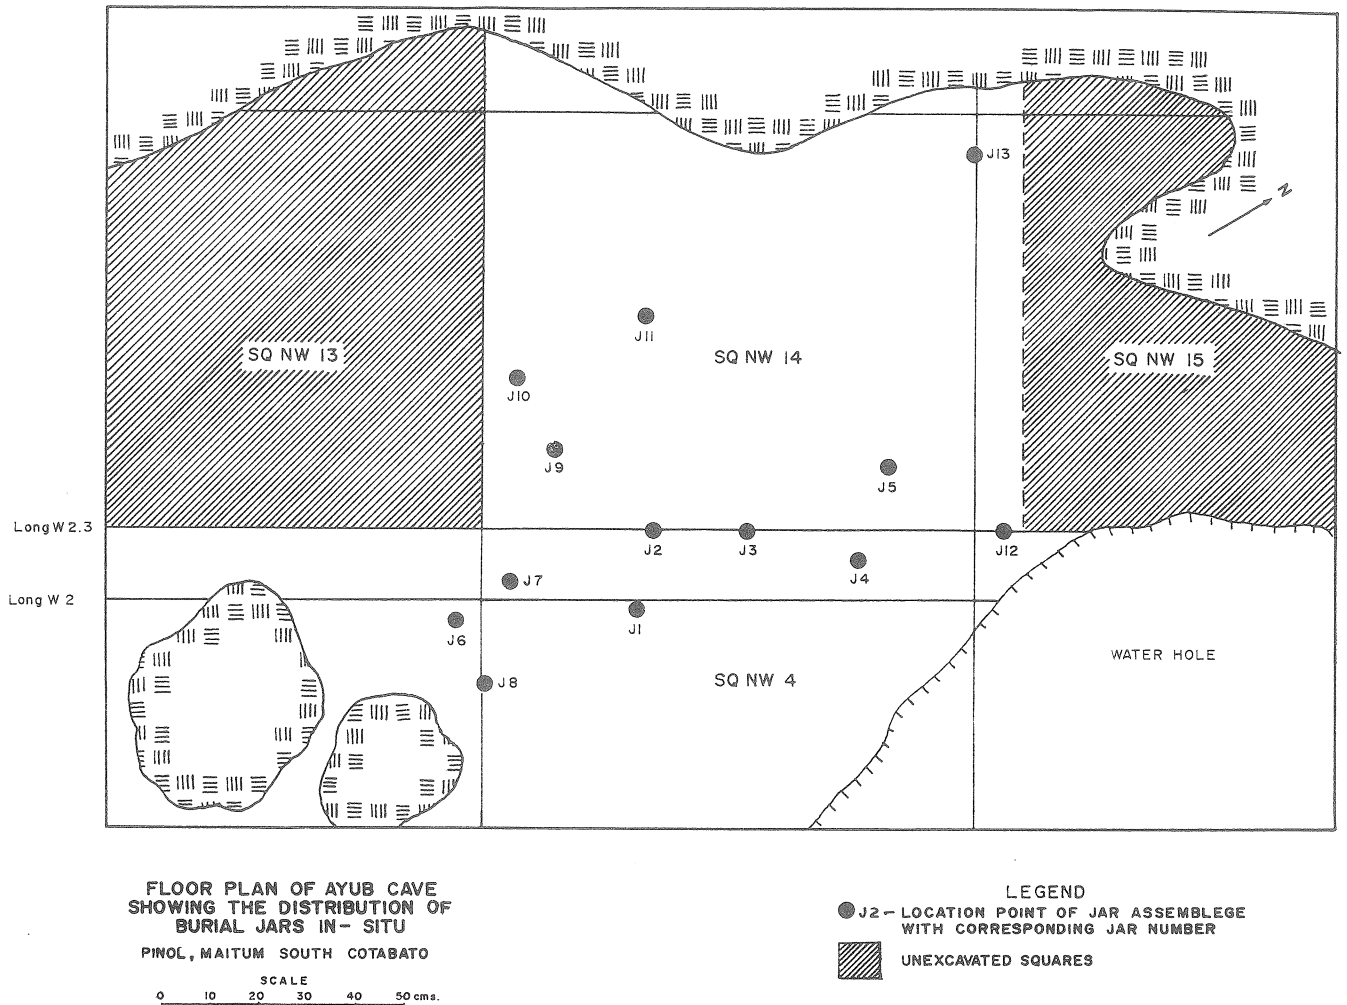 J13
N
J11
SQ NW 13
SQ NW 14
SQ NW 15
J10
J9
J5
Long W 2.3
J2
J3
J12
J4
J7
Long W 2
J1
J6
WATER HOLE
J8
SQ NW 4
FLOOR PLAN OF AYUB CAVE
SHOWING THE DISTRIBUTION OF
BURIAL JARS IN- SITU
PINOL, MAITUM SOUTH COTABATO
SCALE
0 10 20 30 40 50 cms.
LEGEND
J2 - LOCATION POINT OF JAR ASSEMBLEGE
WITH CORRESPONDING JAR NUMBER
UNEXCAVATED SQUARES